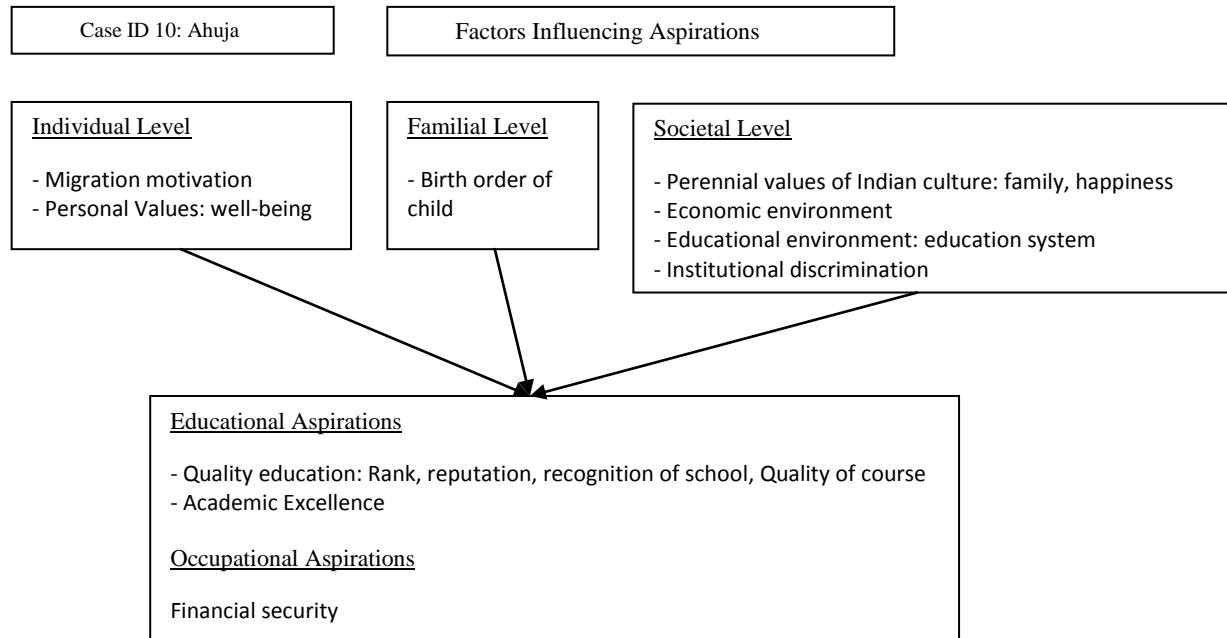 Case ID 10: Ahuja
Factors Influencing Aspirations
Individual Level
- Migration motivation
- Personal Values: well-being
Familial Level
- Birth order of
child
Societal Level
- Perennial values of Indian culture: family, happiness
- Economic environment
- Educational environment: education system
- Institutional discrimination
Educational Aspirations
- Quality education: Rank, reputation, recognition of school, Quality of course
- Academic Excellence
Occupational Aspirations
Financial security